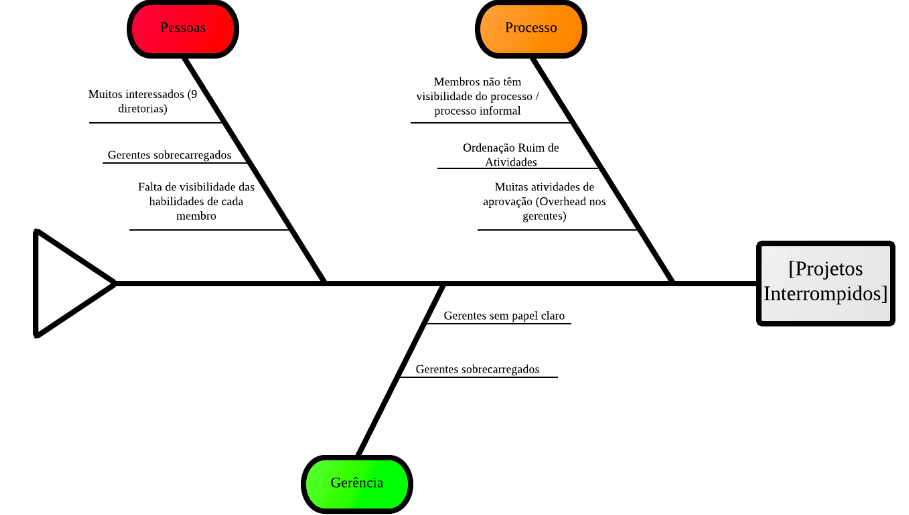 Pessoas
Processo
Muitos interessados (9
diretorias)
Gerentes sobrecarregados
Falta de visibilidade das
habilidades de cada
membro
Membros não têm
visibilidade do processo /
processo informal
Ordenação Ruim de
Atividades
Muitas atividades de
aprovação (Overhead nos
gerentes)
[Projetos
Interrompidos]
Gerentes sem papel claro
Gerentes sobrecarregados
Gerência